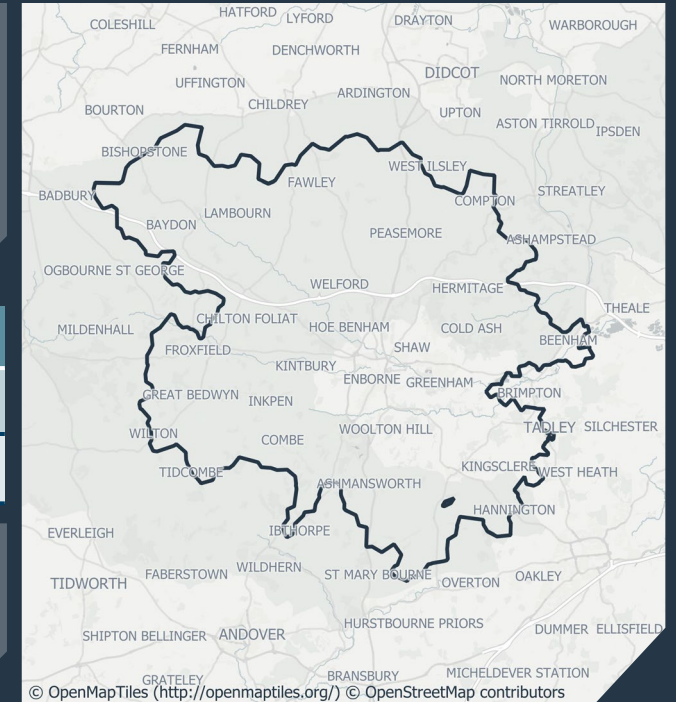 HATFORD
LYFORD
DRAYTON
COLESHILL
WARBOROUGH
FERNHAM
DENCHWORTH
DIDCOT
UFFINGTON
NORTH MORETON
ARDINGTON
CHILDREY
BOURTON
UPTON
ASTON TIRROLD
IPSDEN
BISHOPSTONE
WEST ILSLEY
FAWLEY
STREATLEY
BADBURY
COMPTON
LAMBOURN
BAYDON
PEASEMORE
ASHAMPSTEAD
OGBOURNE ST GEORGE
WELFORD
HERMITAGE
THEALE
CHILTON FOLIAT
MILDENHALL
HOE BENHAM
COLD ASH
BEENHAM
FROXFIELD
SHAW
KINTBURY
ENBORNE
GREENHAM
GREAT BEDWYN
INKPEN
BRIMPTON
WILTON
COMBE
WOOLTON HILL
TADLEY
SILCHESTER
TIDCOMBE
KINGSCLERE
WEST HEATH
ASHMANSWORTH
HANNINGTON
EVERLEIGH
IBTHORPE
WILDHERN
FABERSTOWN
ST MARY BOURNE
OVERTON
OAKLEY
TIDWORTH
HURSTBOURNE PRIORS
SHIPTON BELLINGER
ANDOVER
DUMMER
ELLISFIELD
GRATELEY
BRANSBURY
MICHELDEVER STATION
© OpenMapTiles (http://openmaptiles.org/) © OpenStreetMap contributors